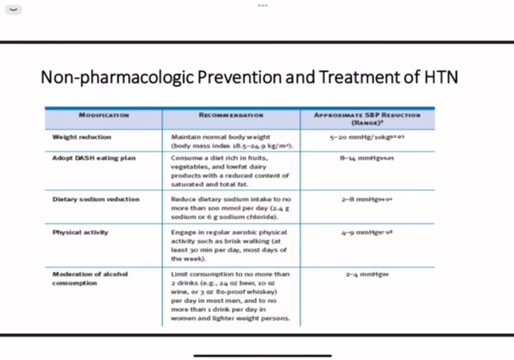 Non-pharmacologic Prevention and Treatment of HTN
MODIFICATION RECOMMENDATION APPROXIMATE SBP REDUCTION
(RANGE)
Weight reduction Maintain normal body weight 5–20 mmHg/10kg
(body mass index 18.5–24.9 kg/m²).
Adopt DASH eating plan Consume a diet rich in fruits, 8–14 mmHg
vegetables, and lowfat dairy
products with a reduced content of
saturated and total fat.
Dietary sodium reduction Reduce dietary sodium intake to no 2–8 mmHg
more than 100 mmol per day (2.4 g
sodium or 6 g sodium chloride).
Physical activity Engage in regular aerobic physical 4–9 mmHg
activity such as brisk walking (at
least 30 min per day, most days of
the week).
Moderation of alcohol Limit consumption to no more than 2–4 mmHg
consumption 2 drinks (e.g., 24 oz beer, 10 oz
wine, or 3 oz 80-proof whiskey)
per day in most men, and to no
more than 1 drink per day in
women and lighter weight persons.